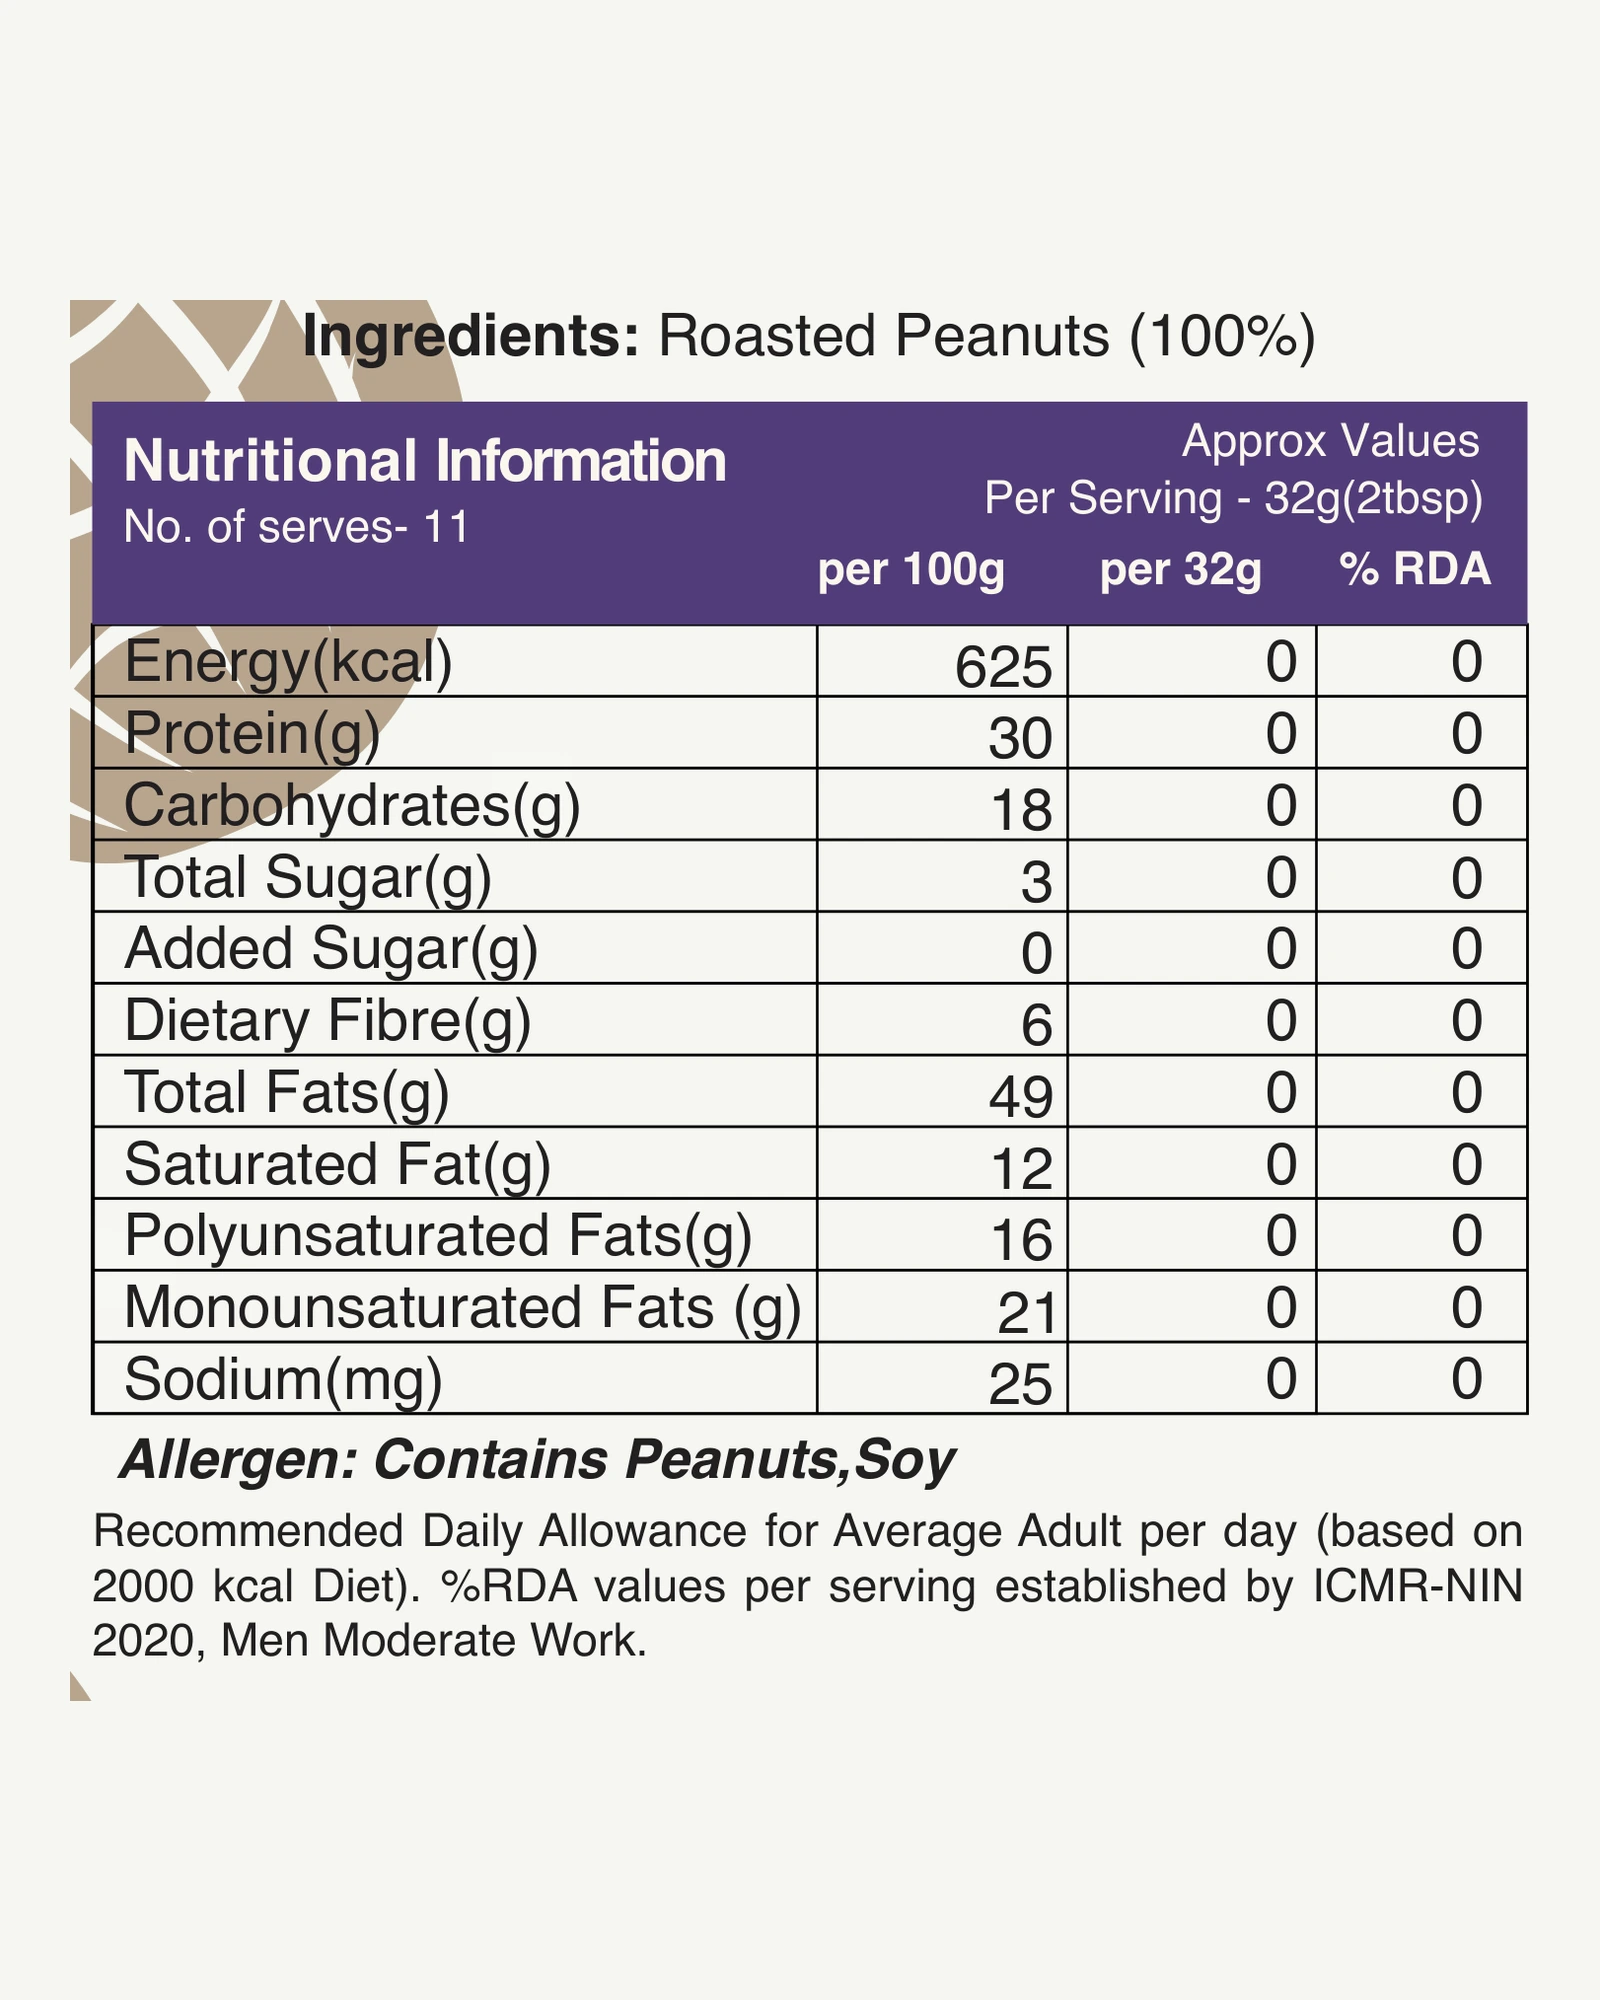 Ingredients: Roasted Peanuts (100%)
Nutritional Information
No. of serves- 11
Approx Values
Per Serving - 32g(2tbsp)
per 100g per 32g % RDA
Energy(kcal) 625 0 0
Protein(g) 30 0 0
Carbohydrates(g) 18 0 0
Total Sugar(g) 3 0 0
Added Sugar(g) 0 0 0
Dietary Fibre(g) 6 0 0
Total Fats(g) 49 0 0
Saturated Fat(g) 12 0 0
Polyunsaturated Fats(g) 16 0 0
Monounsaturated Fats (g) 21 0 0
Sodium(mg) 25 0 0
Allergen: Contains Peanuts,Soy
Recommended Daily Allowance for Average Adult per day (based on
2000 kcal Diet). %RDA values per serving established by ICMR-NIN
2020, Men Moderate Work.